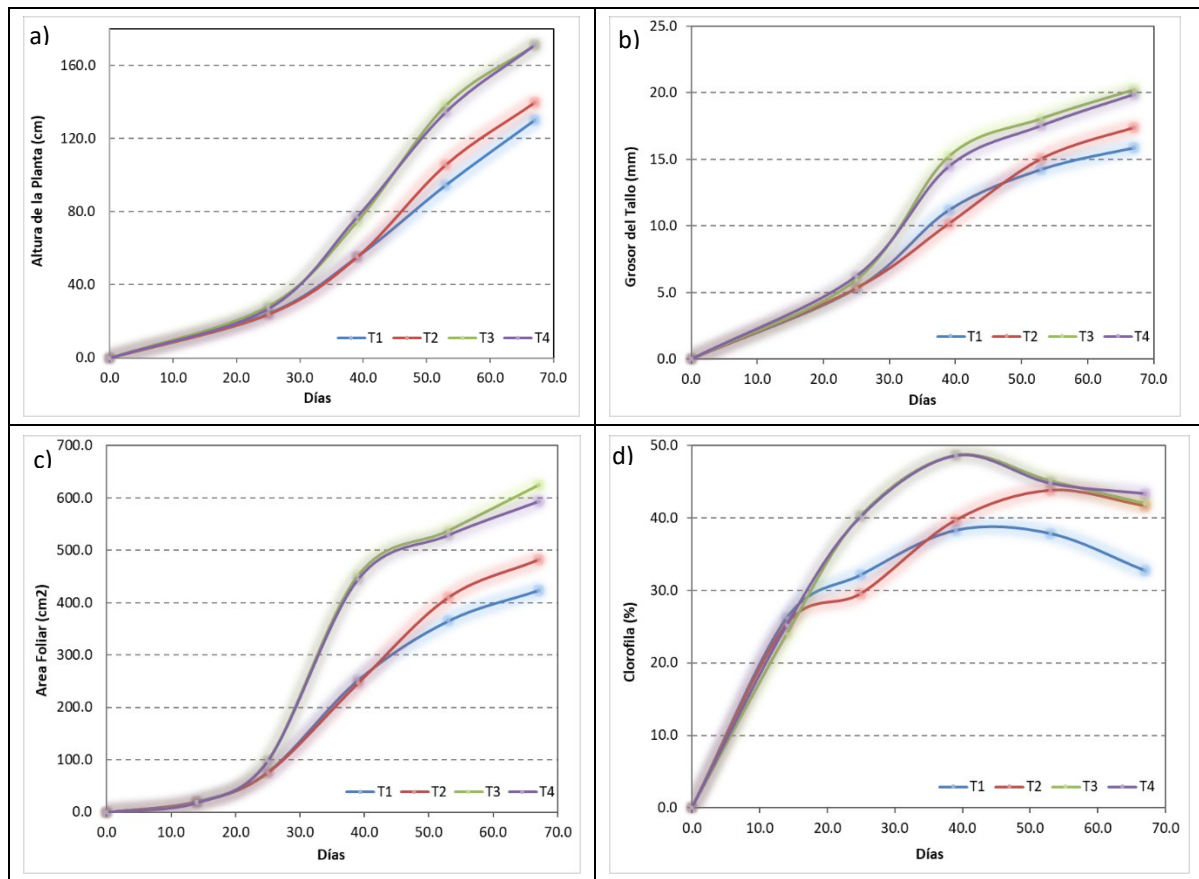 a)
Altura de la Planta (cm)
160.0
120.0
80.0
40.0
0.0
T1 T2 T3 T4
0.0 10.0 20.0 30.0 40.0 50.0 60.0 70.0
Días
b)
Grosor del Tallo (mm)
25.0
20.0
15.0
10.0
5.0
0.0
T1 T2 T3 T4
0.0 10.0 20.0 30.0 40.0 50.0 60.0 70.0
Días
c)
Area Foliar (cm2)
700.0
600.0
500.0
400.0
300.0
200.0
100.0
0.0
T1 T2 T3 T4
0.0 10.0 20.0 30.0 40.0 50.0 60.0 70.0
Días
d)
Clorofila (%)
50.0
40.0
30.0
20.0
10.0
0.0
T1 T2 T3 T4
0.0 10.0 20.0 30.0 40.0 50.0 60.0 70.0
Días